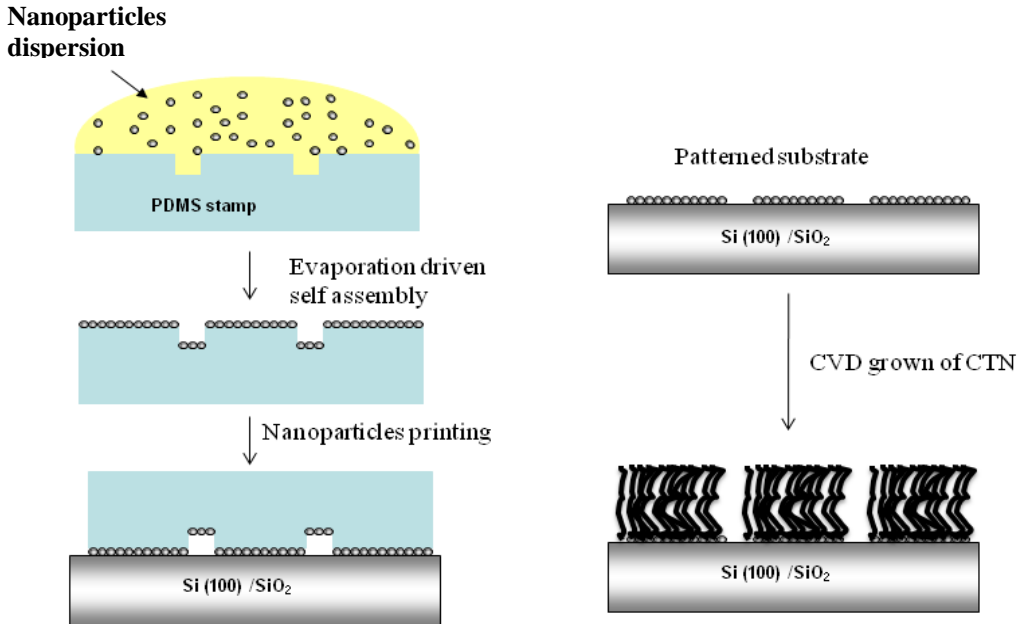 Nanoparticles
dispersion
PDMS stamp
Evaporation driven
self assembly
Nanoparticles printing
Si (100) /SiO₂
Patterned substrate
Si (100) /SiO₂
CVD grown of CTN
Si (100) /SiO₂